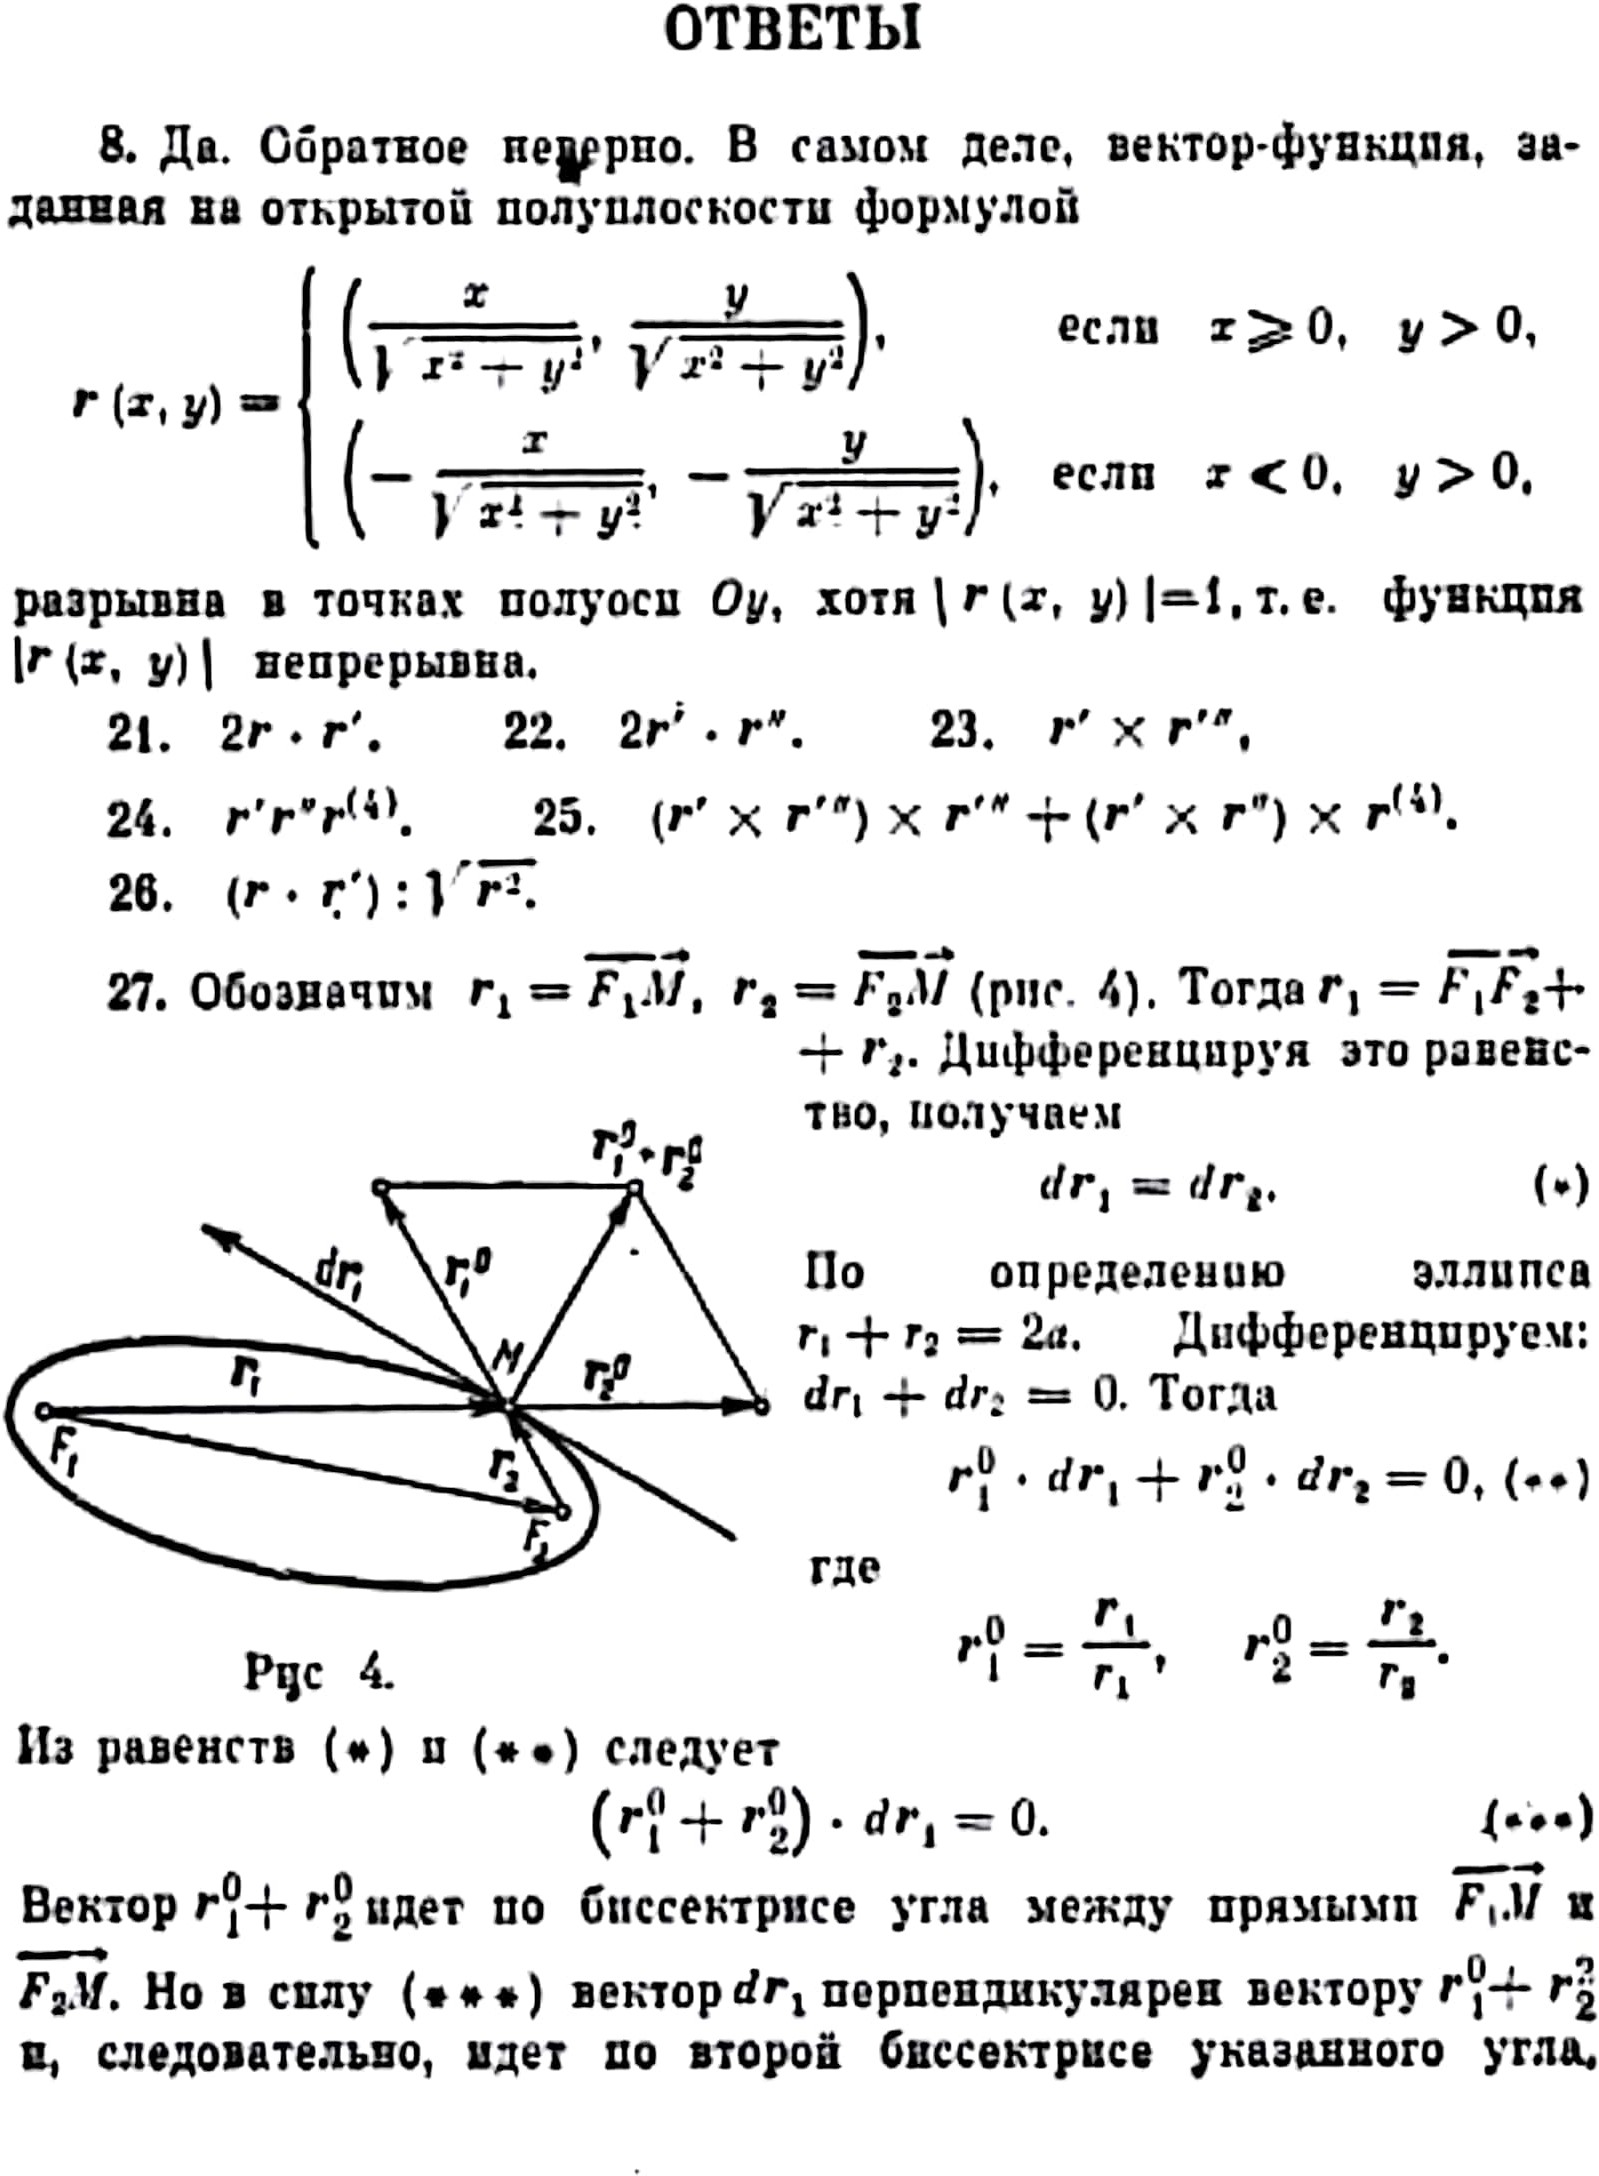 ОТВЕТЫ
8. Да. Обратное неверно. В самом деле, вектор-функция, за-
данная на открытой полуплоскости формулой
r (x, y) = { (x/√(x² + y²), y/√(x² + y²)), если x ⩾ 0, y > 0,
(− x/√(x² + y²), − y/√(x² + y²)), если x < 0, y > 0,
разрывна в точках полуоси Oy, хотя | r (x, y) |=1, т. е. функция
|r (x, y)| непрерывна.
21. 2r · r′. 22. 2r′ · r″. 23. r′ × r‴.
24. r′r″r⁽⁴⁾. 25. (r′ × r‴) × r‴ + (r′ × r″) × r⁽⁴⁾.
26. (r · r′) : √r².
27. Обозначим r₁ = F₁M, r₂ = F₂M (рис. 4). Тогда r₁ = F₁F₂+
+ r₂. Дифференцируя это равенс-
тво, получаем
dr₁ = dr₂. (*)
По определению эллипса
r₁ + r₂ = 2a. Дифференцируем:
dr₁ + dr₂ = 0. Тогда
r₁⁰ · dr₁ + r₂⁰ · dr₂ = 0, (**)
где
r₁⁰ = r₁/r₁, r₂⁰ = r₂/r₂.
r₁⁰+r₂⁰
dr₁
r₁⁰
M
r₁
r₂⁰
F₁
r₂
F₂
Рис 4.
Из равенств (*) и (**) следует
(r₁⁰ + r₂⁰) · dr₁ = 0. (***)
Вектор r₁⁰+ r₂⁰ идет по биссектрисе угла между прямыми F₁M и
F₂M. Но в силу (***) вектор dr₁ перпендикулярен вектору r₁⁰+ r₂⁰
и, следовательно, идет по второй биссектрисе указанного угла.